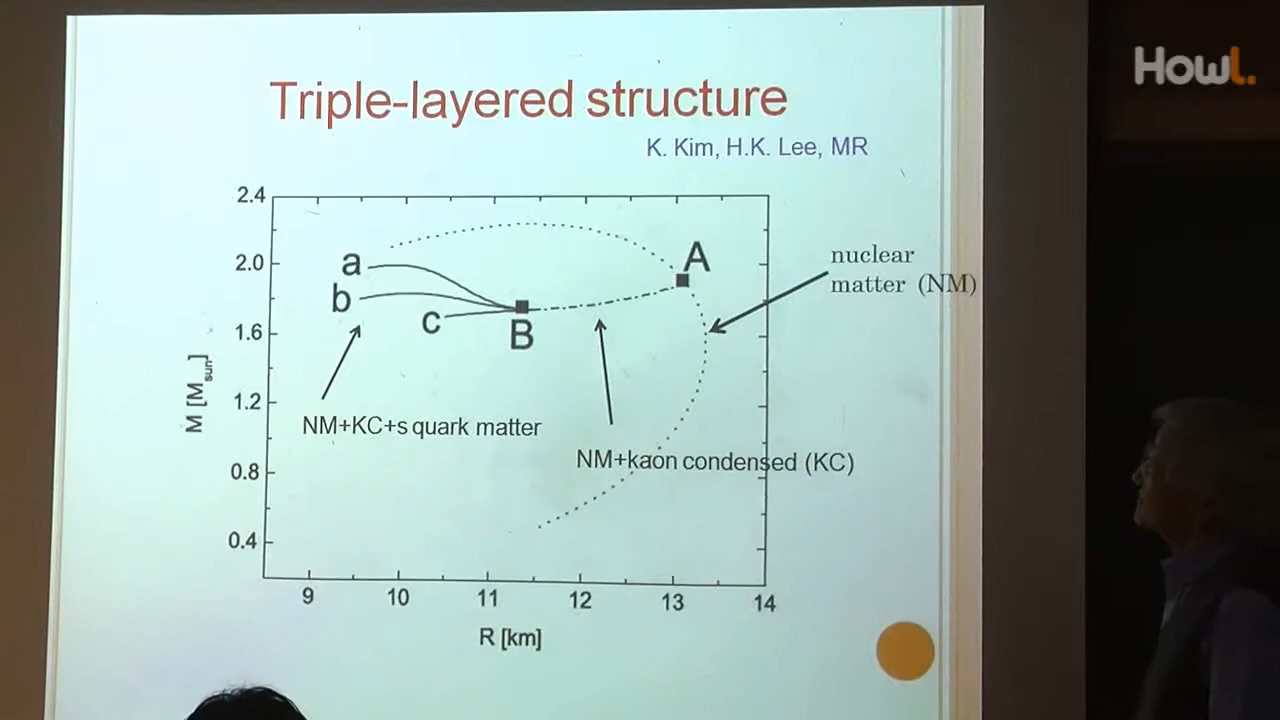 Howl.
Triple-layered structure
K. Kim, H.K. Lee, MR
2.4
2.0
1.6
1.2
0.8
0.4
M [Msun]
a
b
c
B
A
nuclear
matter (NM)
NM+KC+s quark matter
NM+kaon condensed (KC)
9 10 11 12 13 14
R [km]